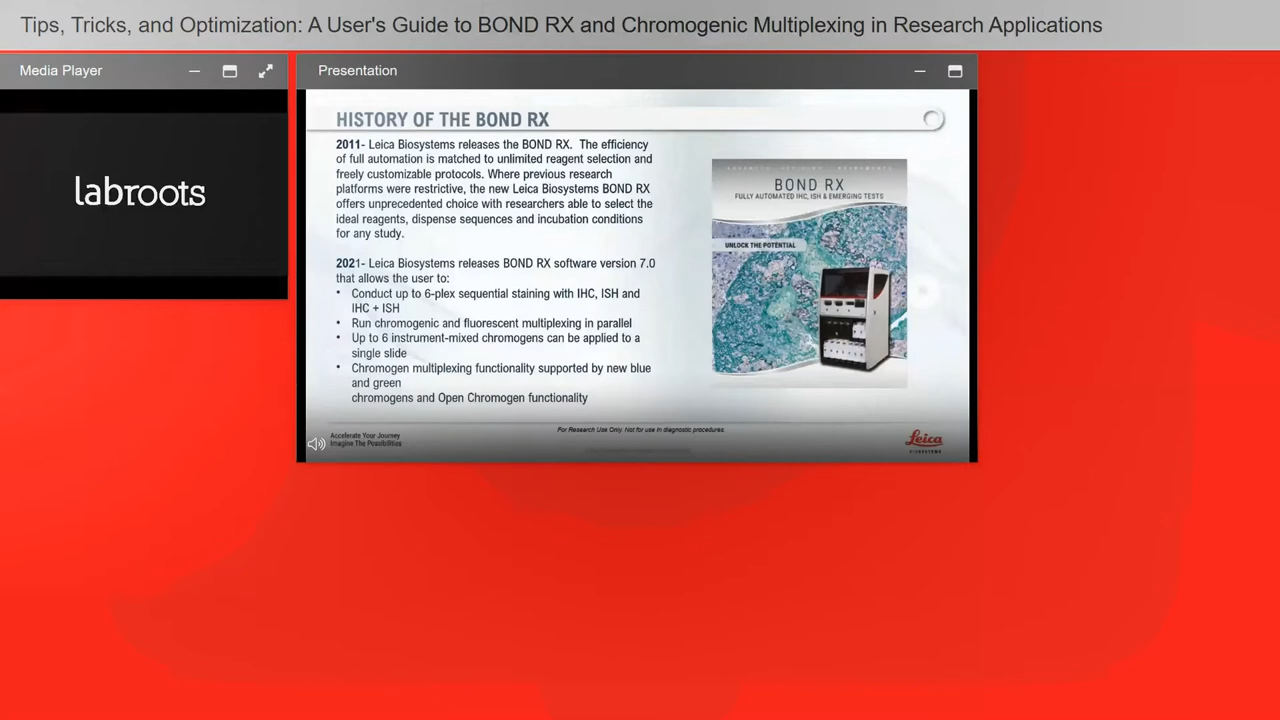 Tips, Tricks, and Optimization: A User's Guide to BOND RX and Chromogenic Multiplexing in Research Applications
Media Player
Presentation
labroots
HISTORY OF THE BOND RX
2011- Leica Biosystems releases the BOND RX. The efficiency
of full automation is matched to unlimited reagent selection and
freely customizable protocols. Where previous research
platforms were restrictive, the new Leica Biosystems BOND RX
offers unprecedented choice with researchers able to select the
ideal reagents, dispense sequences and incubation conditions
for any study.
2021- Leica Biosystems releases BOND RX software version 7.0
that allows the user to:
• Conduct up to 6-plex sequential staining with IHC, ISH and
IHC + ISH
• Run chromogenic and fluorescent multiplexing in parallel
• Up to 6 instrument-mixed chromogens can be applied to a
single slide
• Chromogen multiplexing functionality supported by new blue
and green
chromogens and Open Chromogen functionality
BOND RX
FULLY AUTOMATED IHC, ISH & EMERGING TESTS
UNLOCK THE POTENTIAL
For Research Use Only. Not for use in diagnostic procedures.
Accelerate Your Journey
Imagine The Possibilities
Leica
BIOSYSTEMS